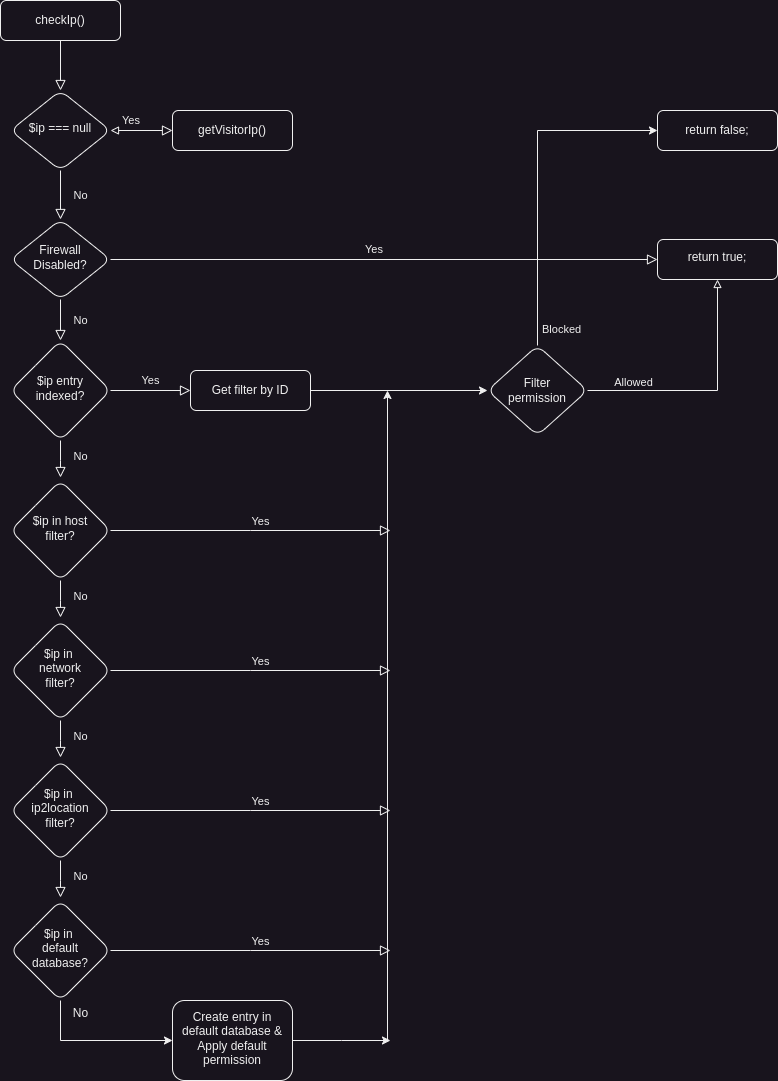 checkIp()
$ip === null
Yes
getVisitorIp()
return false;
No
Firewall
Disabled?
Yes
return true;
No
Blocked
$ip entry
indexed?
Yes
Get filter by ID
Filter
permission
Allowed
No
$ip in host
filter?
Yes
No
$ip in
network
filter?
Yes
No
$ip in
ip2location
filter?
Yes
No
$ip in
default
database?
Yes
No
Create entry in
default database &
Apply default
permission